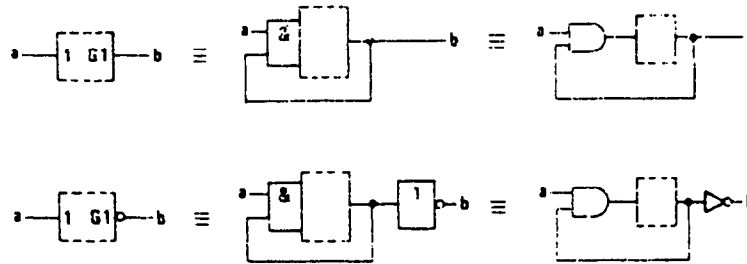 a 1 G1 b ≡ a & b ≡ a
a 1 G1 b ≡ a & 1 b ≡ a